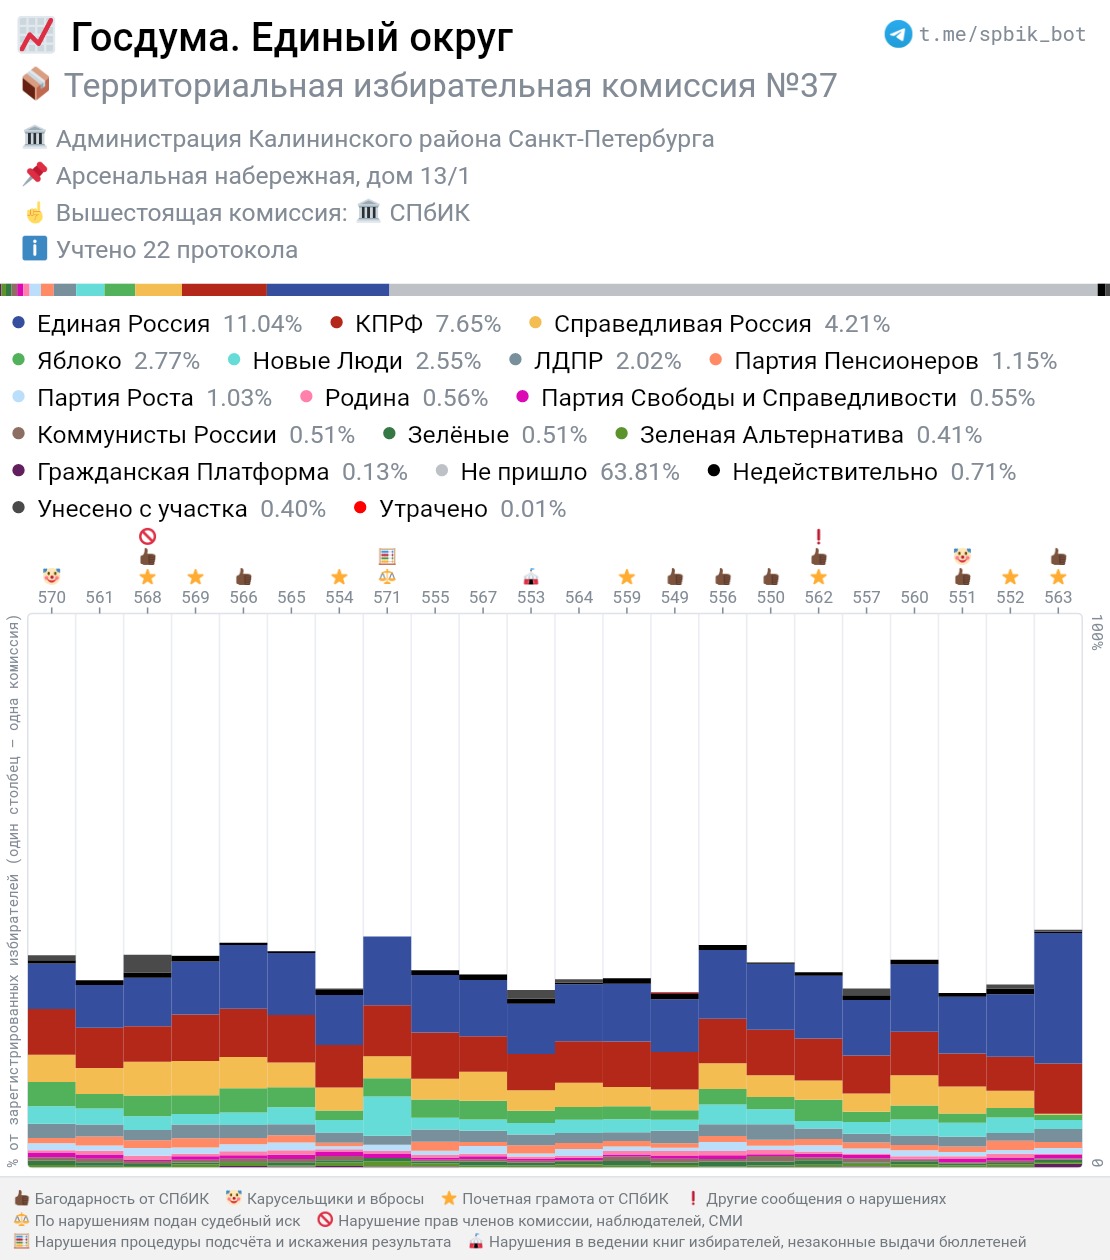 Госдума. Единый округ
t.me/spbik_bot
Территориальная избирательная комиссия №37
Администрация Калининского района Санкт-Петербурга
Арсенальная набережная, дом 13/1
Вышестоящая комиссия: СПбИК
Учтено 22 протокола
Единая Россия 11.04% КПРФ 7.65% Справедливая Россия 4.21%
Яблоко 2.77% Новые Люди 2.55% ЛДПР 2.02% Партия Пенсионеров 1.15%
Партия Роста 1.03% Родина 0.56% Партия Свободы и Справедливости 0.55%
Коммунисты России 0.51% Зелёные 0.51% Зеленая Альтернатива 0.41%
Гражданская Платформа 0.13% Не пришло 63.81% Недействительно 0.71%
Унесено с участка 0.40% Утрачено 0.01%
570 561 568 569 566 565 554 571 555 567 553 564 559 549 556 550 562 557 560 551 552 563
% от зарегистрированных избирателей (один столбец – одна комиссия)
100%
0
Багодарность от СПбИК Карусельщики и вбросы Почетная грамота от СПбИК Другие сообщения о нарушениях
По нарушениям подан судебный иск Нарушение прав членов комиссии, наблюдателей, СМИ
Нарушения процедуры подсчёта и искажения результата Нарушения в ведении книг избирателей, незаконные выдачи бюллетеней